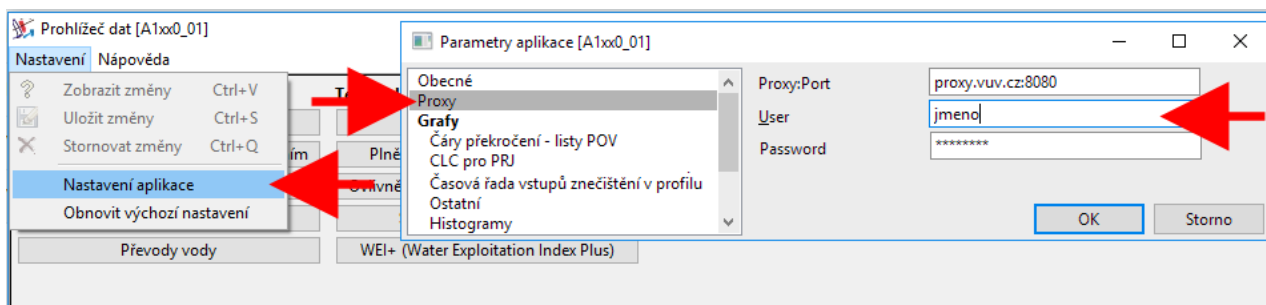 Prohlížeč dat [A1xx0_01]
Nastavení Nápověda
Zobrazit změny Ctrl+V
Uložit změny Ctrl+S
Stornovat změny Ctrl+Q
Nastavení aplikace
Obnovit výchozí nastavení
Převody vody
WEI+ (Water Exploitation Index Plus)
Parametry aplikace [A1xx0_01]
Obecné
Proxy
Grafy
Čáry překročení - listy POV
CLC pro PRJ
Časová řada vstupů znečištění v profilu
Ostatní
Histogramy
Proxy:Port proxy.vuv.cz:8080
User jmeno
Password ********
OK Storno